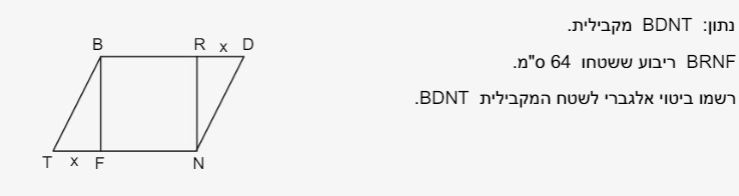 נתון: BDNT מקבילית.
BRNF ריבוע ששטחו 64 ס"מ.
רשמו ביטוי אלגברי לשטח המקבילית BDNT.
B R x D
T x F N